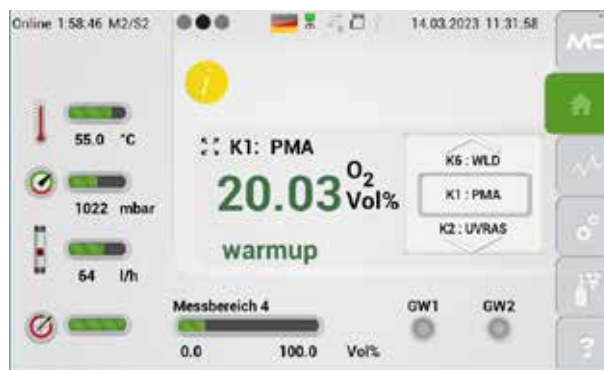 Online 1:58:46 M2/S2
14.03.2023 11:31:58
55.0 °C
1022 mbar
64 l/h
K1: PMA
20.03 O2 Vol%
warmup
K6 : WLD
K1 : PMA
K2 : UVRAS
Messbereich 4
0.0 100.0 Vol%
GW1 GW2
?